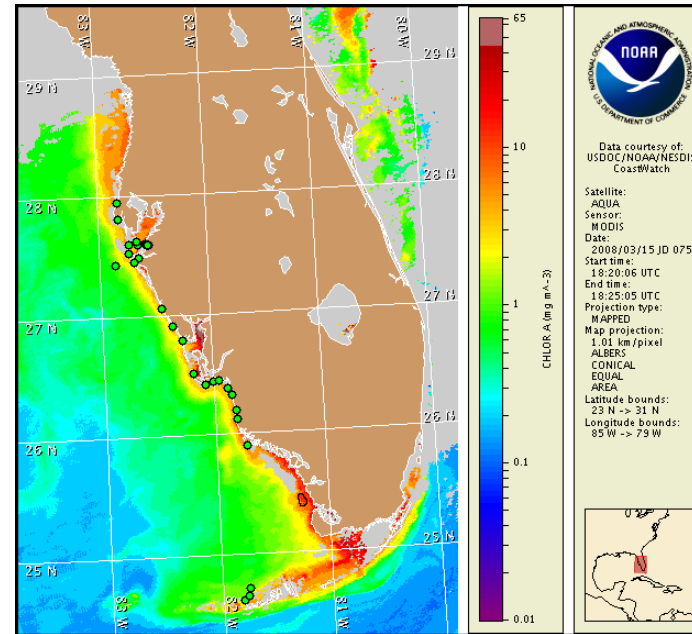 83 W
82 W
81 W
80 W
29 N
29 N
28 N
28 N
27 N
27 N
26 N
26 N
25 N
25 N
83 W
82 W
81 W
65
10
1
0.1
0.01
CHLOR A (mg m^-3)
NATIONAL OCEANIC AND ATMOSPHERIC ADMINISTRATION
NOAA
U.S. DEPARTMENT OF COMMERCE
Data courtesy of:
USDOC/NOAA/NESDIS
CoastWatch
Satellite:
AQUA
Sensor:
MODIS
Date:
2008/03/15 JD 075
Start time:
18:20:06 UTC
End time:
18:25:05 UTC
Projection type:
MAPPED
Map projection:
1.01 km/pixel
ALBERS
CONICAL
EQUAL
AREA
Latitude bounds:
23 N -> 31 N
Longitude bounds:
85 W -> 79 W